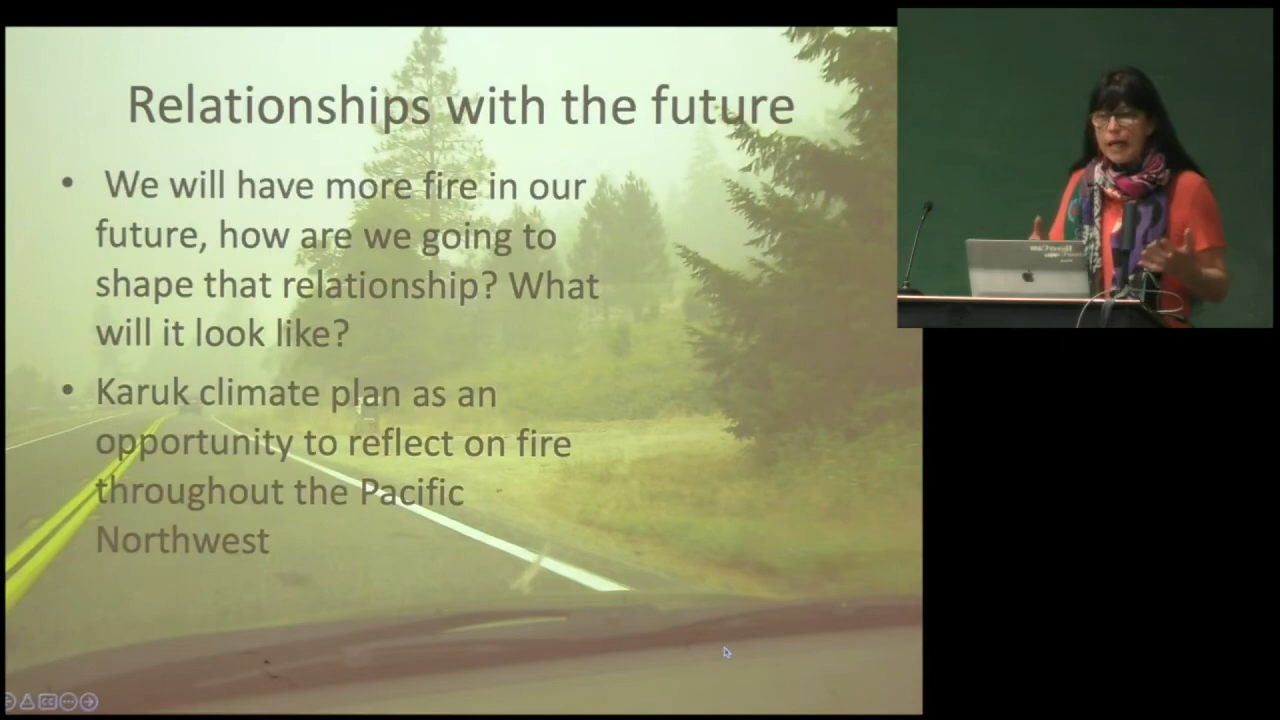 Relationships with the future
• We will have more fire in our
future, how are we going to
shape that relationship? What
will it look like?
• Karuk climate plan as an
opportunity to reflect on fire
throughout the Pacific
Northwest